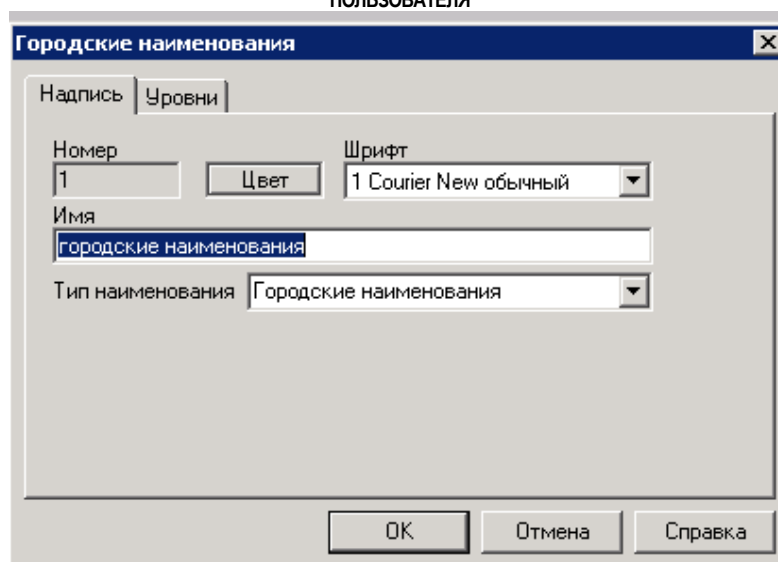 ПОЛЬЗОВАТЕЛЯ
Городские наименования
Надпись Уровни
Номер Шрифт
1 Цвет 1 Courier New обычный
Имя
городские наименования
Тип наименования Городские наименования
OK Отмена Справка